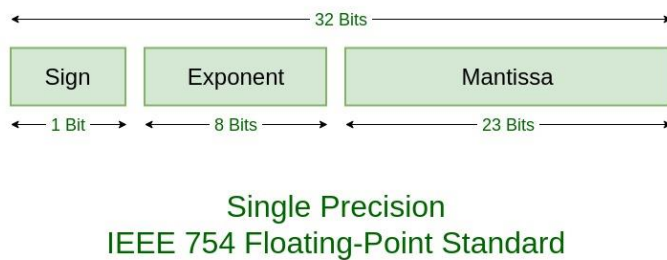 32 Bits
Sign Exponent Mantissa
1 Bit 8 Bits 23 Bits
Single Precision
IEEE 754 Floating-Point Standard